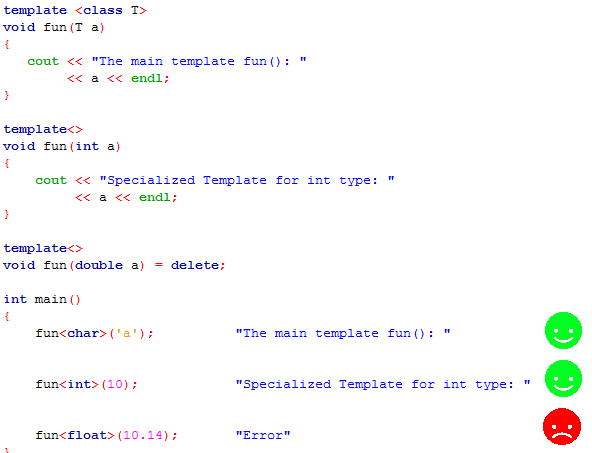 template <class T>
void fun(T a)
{
cout << "The main template fun(): "
<< a << endl;
}
template<>
void fun(int a)
{
cout << "Specialized Template for int type: "
<< a << endl;
}
template<>
void fun(double a) = delete;
int main()
{
fun<char>('a'); "The main template fun(): "
fun<int>(10); "Specialized Template for int type: "
fun<float>(10.14); "Error"
}